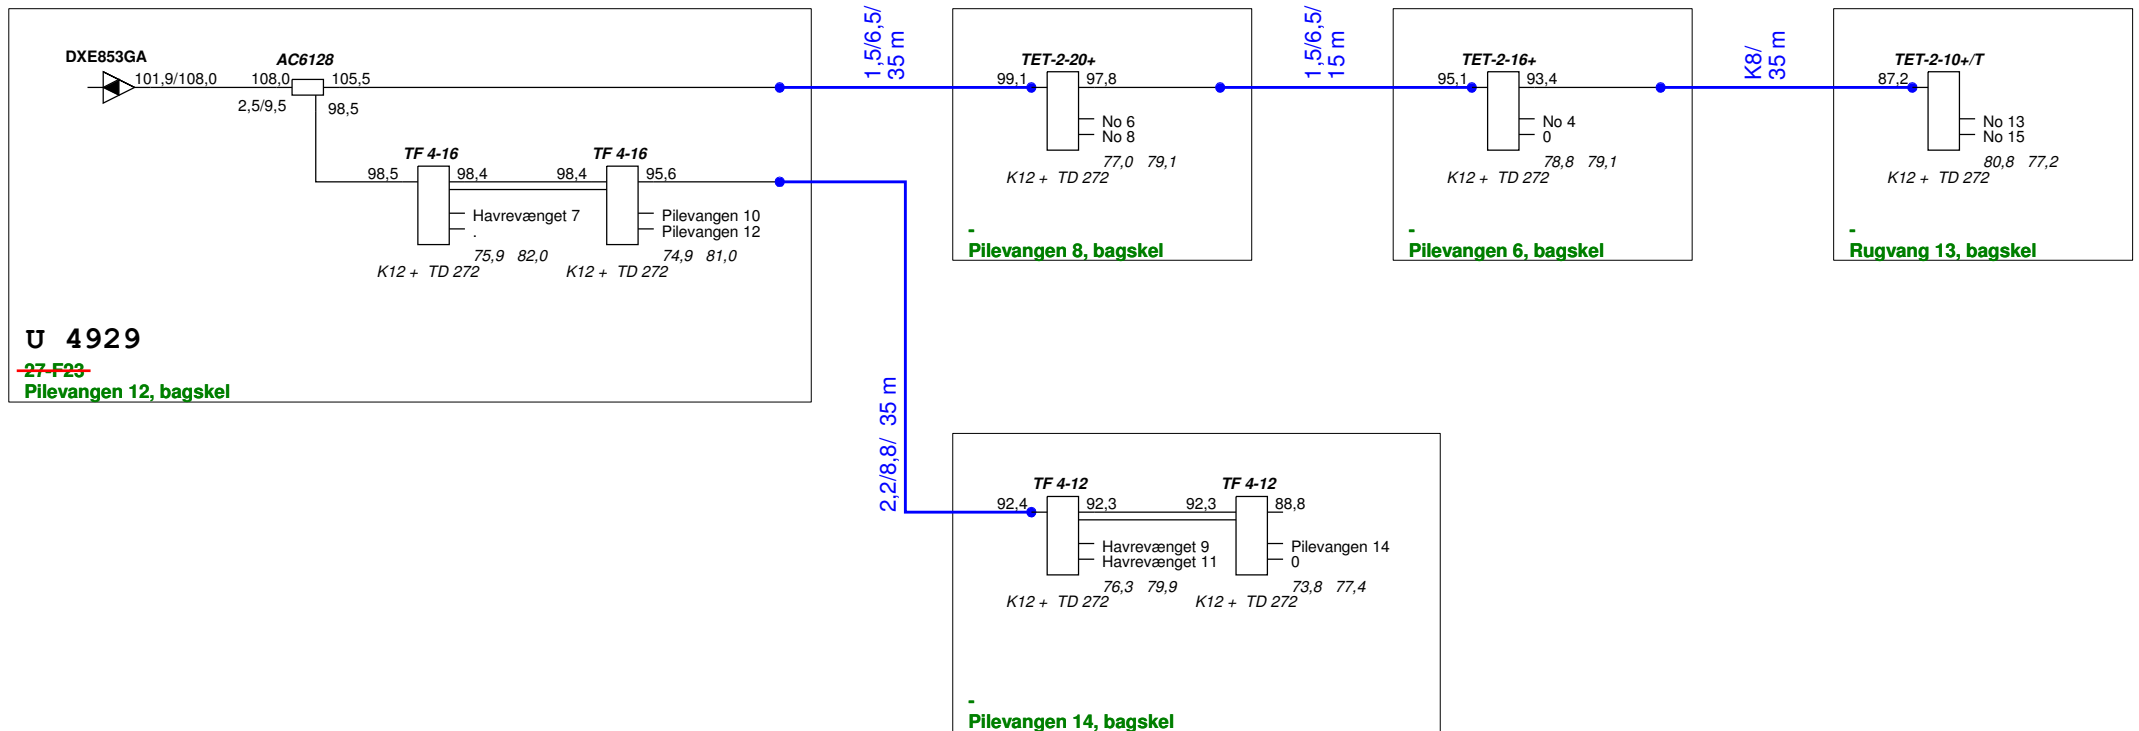 DXE853GA
101,9/108,0
AC6128
108,0
105,5
2,5/9,5
98,5
TF 4-16
98,5
98,4
Havrevænget 7
.
75,9 82,0
K12 + TD 272
TF 4-16
98,4
95,6
Pilevangen 10
Pilevangen 12
74,9 81,0
K12 + TD 272
U 4929
27-F23
Pilevangen 12, bagskel
1,5/6,5/
35 m
TET-2-20+
99,1
97,8
No 6
No 8
77,0 79,1
K12 + TD 272
-
Pilevangen 8, bagskel
1,5/6,5/
15 m
TET-2-16+
95,1
93,4
No 4
0
78,8 79,1
K12 + TD 272
-
Pilevangen 6, bagskel
K8/
35 m
TET-2-10+/T
87,2
No 13
No 15
80,8 77,2
K12 + TD 272
-
Rugvang 13, bagskel
2,2/8,8/ 35 m
TF 4-12
92,4
92,3
Havrevænget 9
Havrevænget 11
76,3 79,9
K12 + TD 272
TF 4-12
92,3
88,8
Pilevangen 14
0
73,8 77,4
K12 + TD 272
-
Pilevangen 14, bagskel